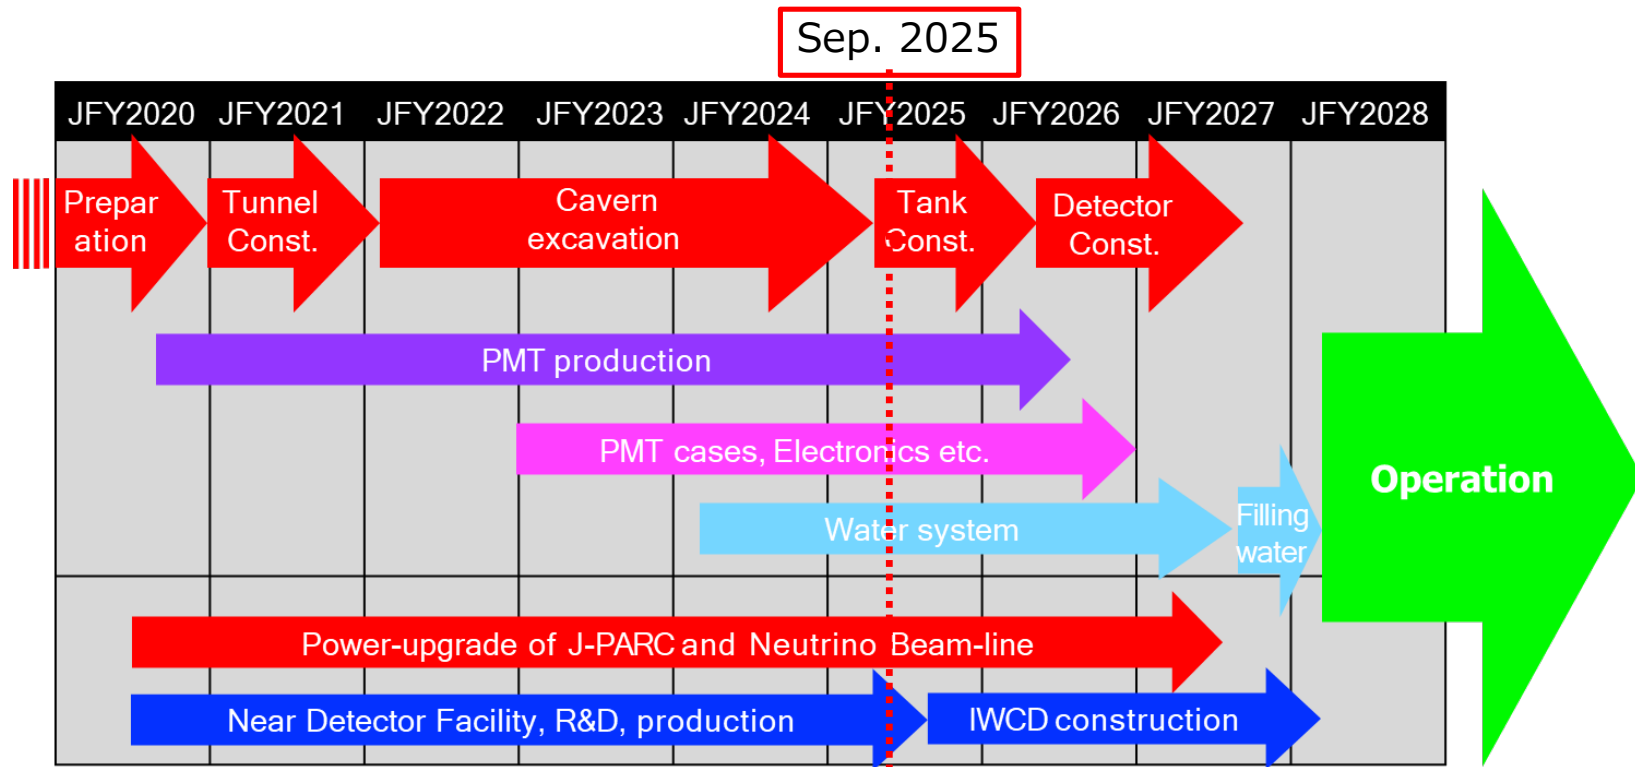 Sep. 2025
JFY2020 JFY2021 JFY2022 JFY2023 JFY2024 JFY2025 JFY2026 JFY2027 JFY2028
Prepar
ation
Tunnel
Const.
Cavern
excavation
Tank
Const.
Detector
Const.
PMT production
PMT cases, Electronics etc.
Water system
Filling
water
Operation
Power-upgrade of J-PARC and Neutrino Beam-line
Near Detector Facility, R&D, production
IWCD construction